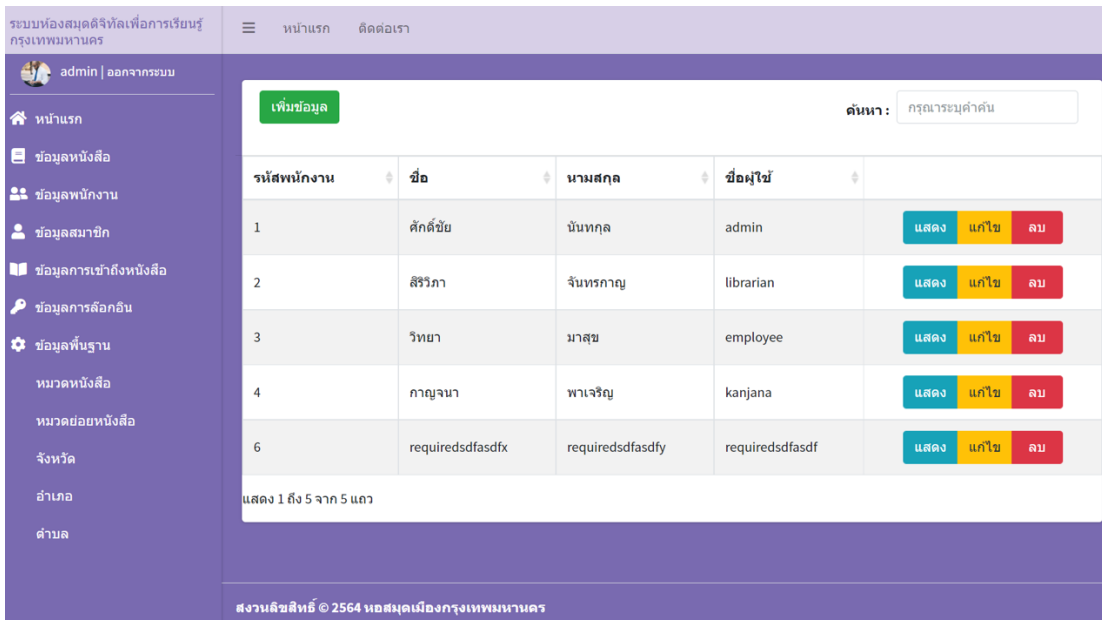 ระบบห้องสมุดดิจิทัลเพื่อการเรียนรู้
กรุงเทพมหานคร
หน้าแรก ติดต่อเรา
admin | ออกจากระบบ
หน้าแรก
ข้อมูลหนังสือ
ข้อมูลพนักงาน
ข้อมูลสมาชิก
ข้อมูลการเข้าถึงหนังสือ
ข้อมูลการล๊อกอิน
ข้อมูลพื้นฐาน
หมวดหนังสือ
หมวดย่อยหนังสือ
จังหวัด
อำเภอ
ตำบล
เพิ่มข้อมูล ค้นหา : กรุณาระบุคำค้น
รหัสพนักงาน ชื่อ นามสกุล ชื่อผู้ใช้
1 ศักดิ์ชัย นันทกุล admin แสดง แก้ไข ลบ
2 สิริวิภา จันทรกาญ librarian แสดง แก้ไข ลบ
3 วิทยา มาสุข employee แสดง แก้ไข ลบ
4 กาญจนา พาเจริญ kanjana แสดง แก้ไข ลบ
6 requiredsdfasdfx requiredsdfasdfy requiredsdfasdf แสดง แก้ไข ลบ
แสดง 1 ถึง 5 จาก 5 แถว
สงวนลิขสิทธิ์ © 2564 หอสมุดเมืองกรุงเทพมหานคร